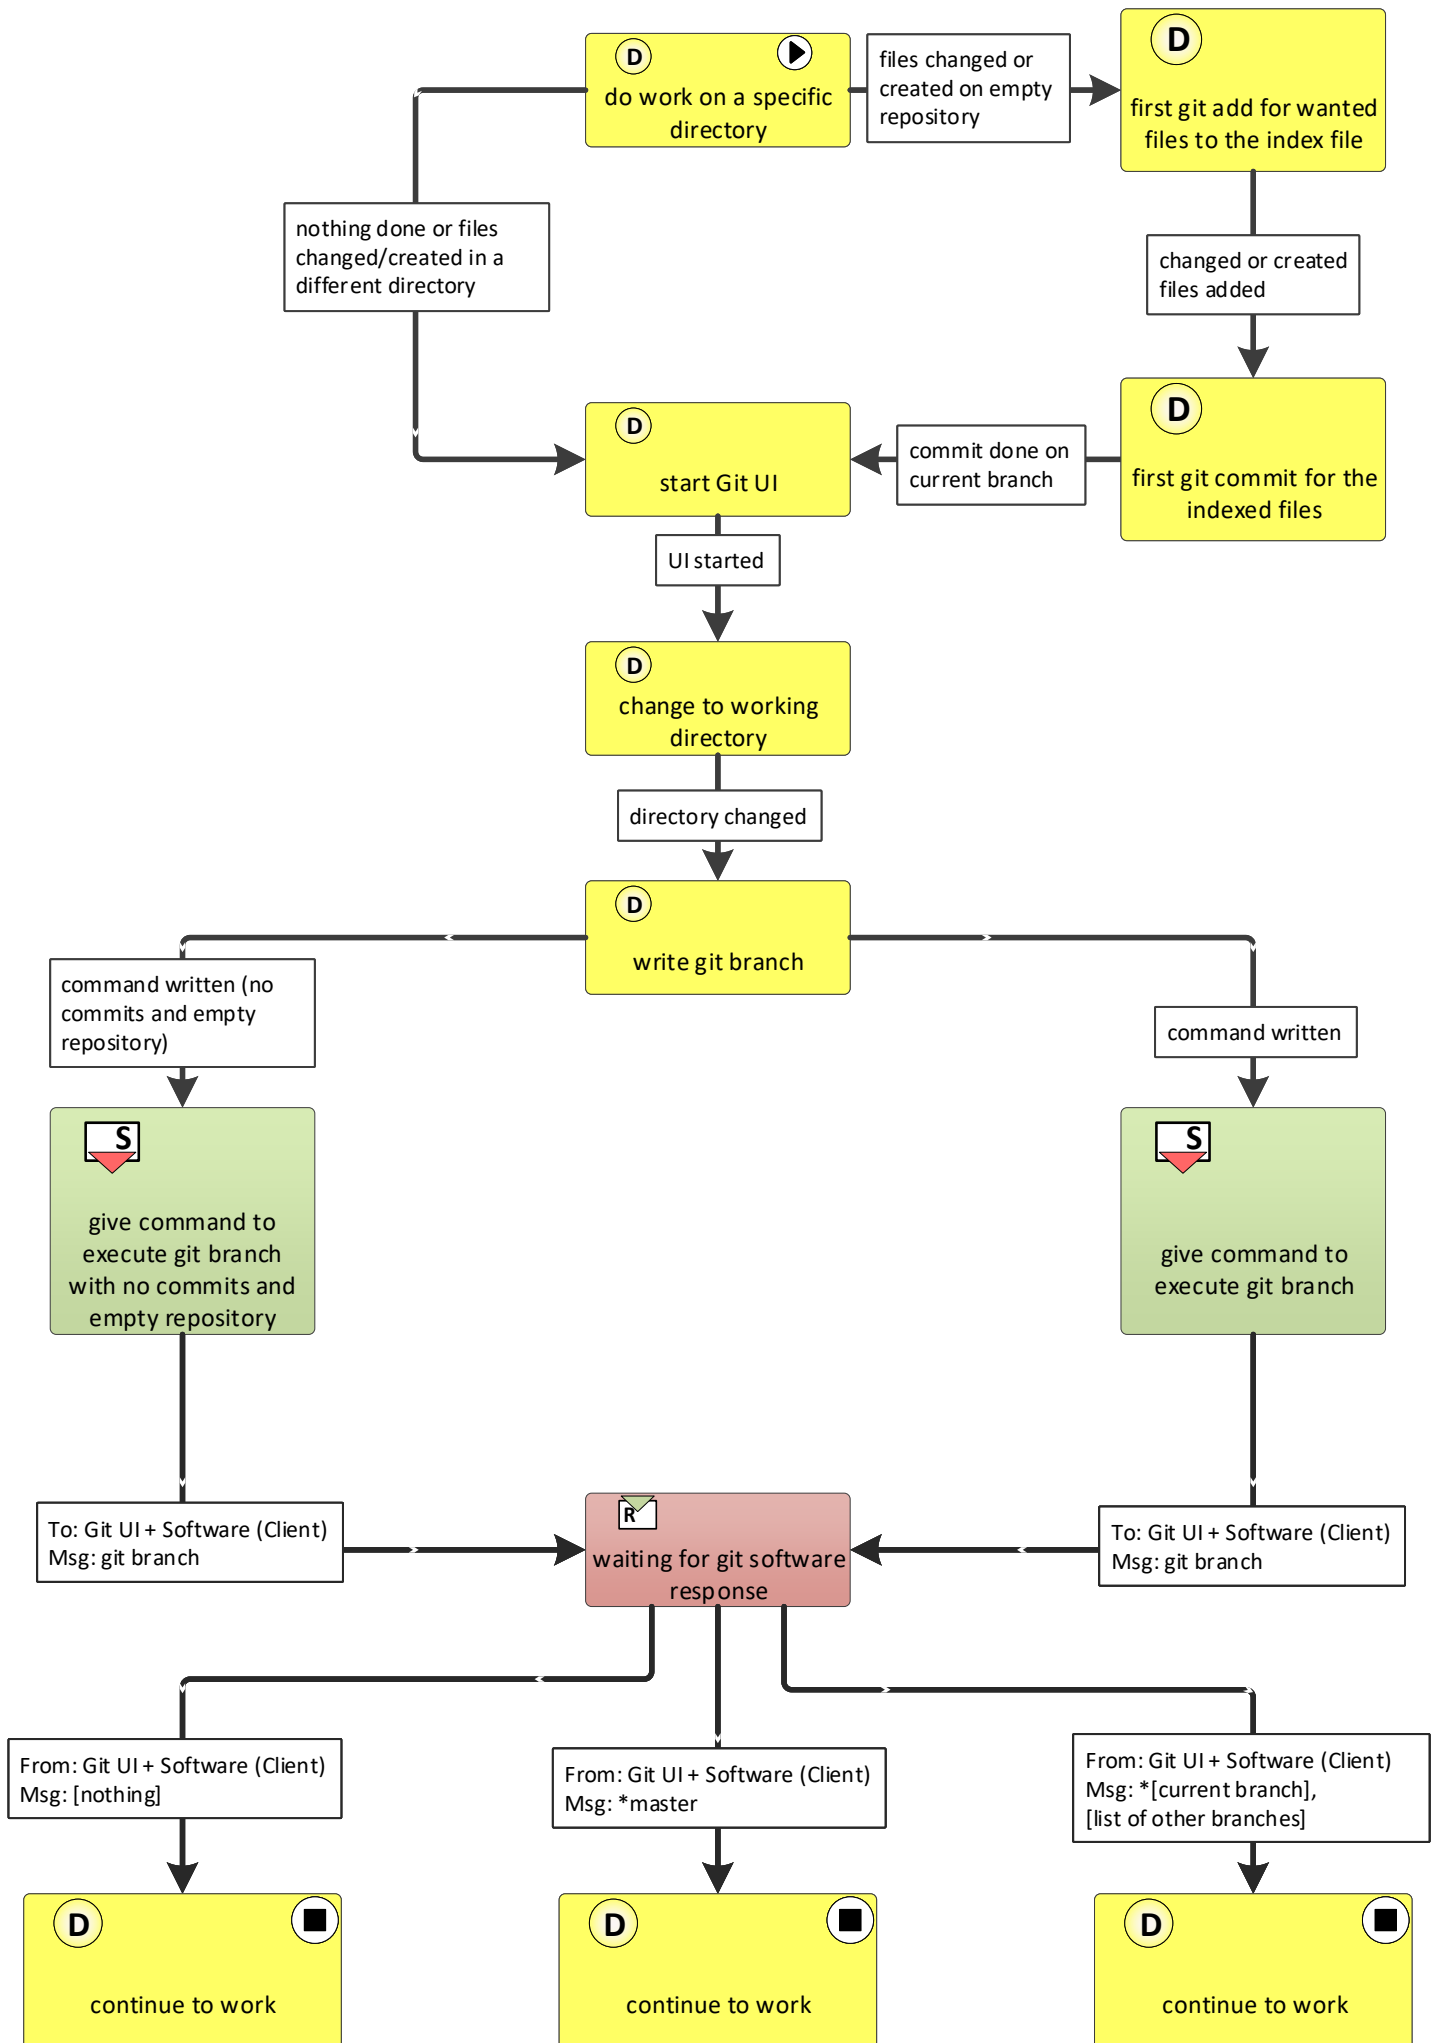 D
do work on a specific
directory
files changed or
created on empty
repository
D
first git add for wanted
files to the index file
nothing done or files
changed/created in a
different directory
changed or created
files added
D
start Git UI
commit done on
current branch
D
first git commit for the
indexed files
UI started
D
change to working
directory
directory changed
D
write git branch
command written (no
commits and empty
repository)
command written
S
give command to
execute git branch
with no commits and
empty repository
S
give command to
execute git branch
To: Git UI + Software (Client)
Msg: git branch
R
waiting for git software
response
To: Git UI + Software (Client)
Msg: git branch
From: Git UI + Software (Client)
Msg: [nothing]
From: Git UI + Software (Client)
Msg: *master
From: Git UI + Software (Client)
Msg: *[current branch],
[list of other branches]
D
continue to work
D
continue to work
D
continue to work